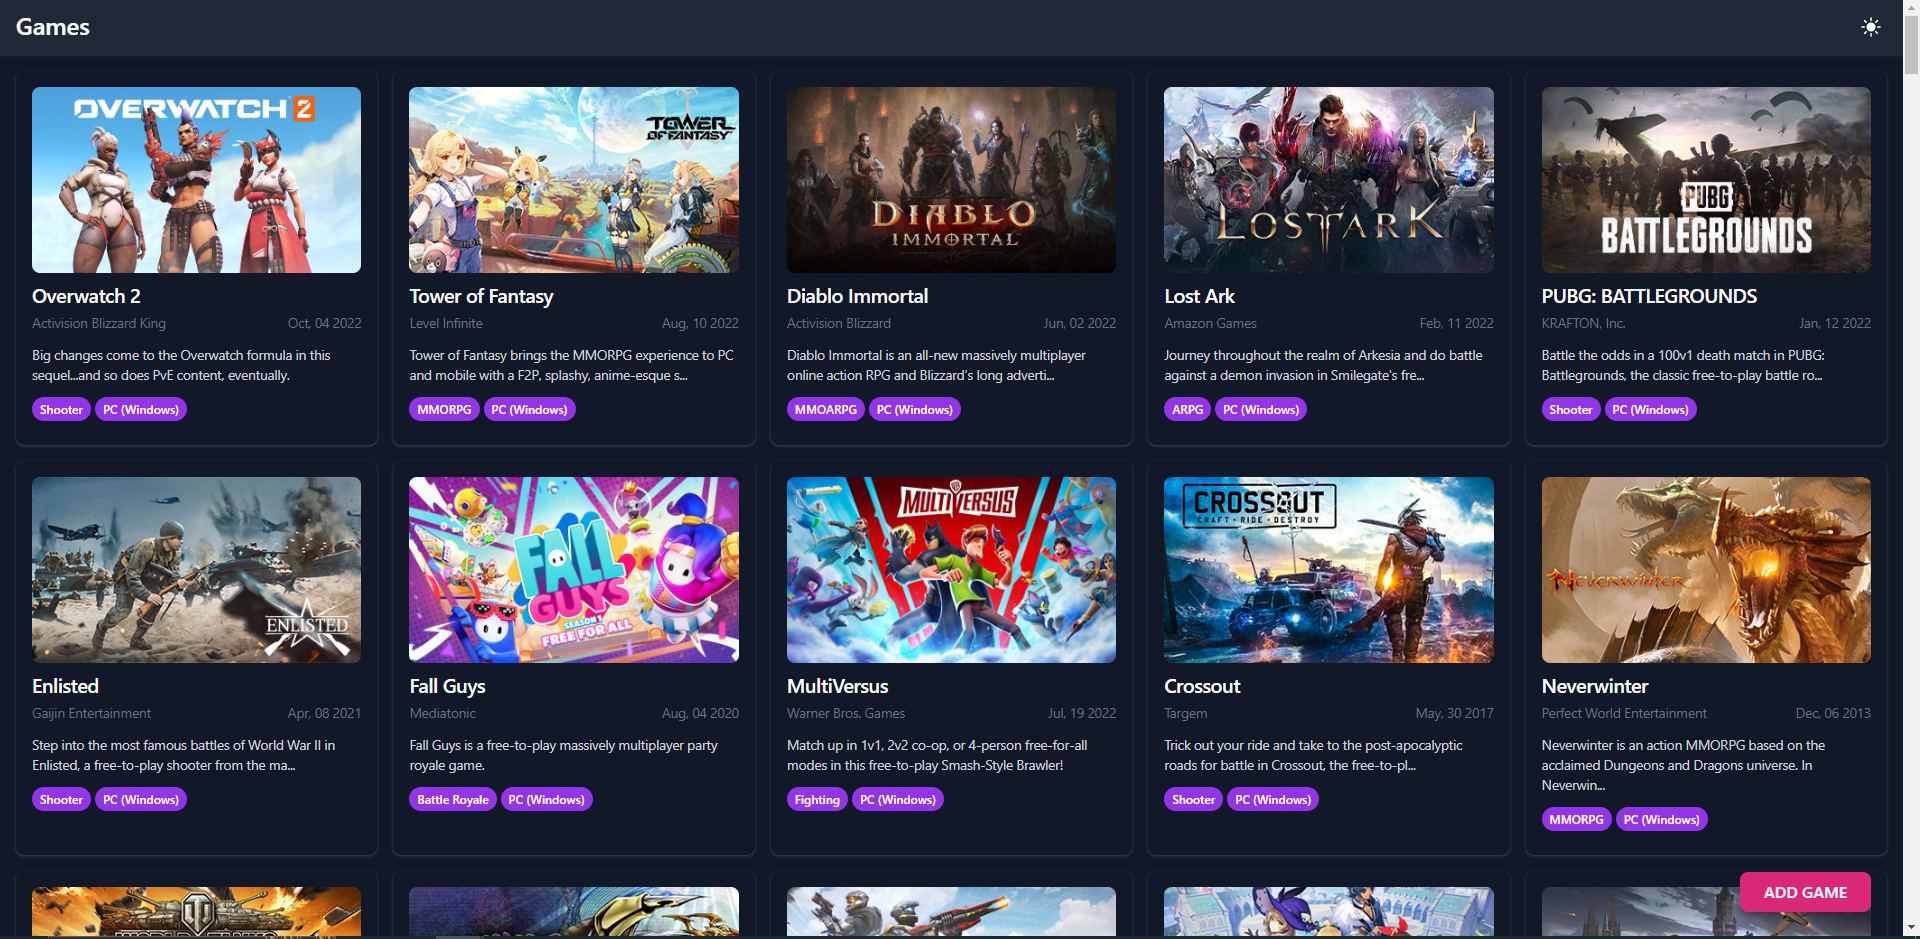 Games
OVERWATCH 2
Overwatch 2
Activision Blizzard King
Oct, 04 2022
Big changes come to the Overwatch formula in this
sequel...and so does PvE content, eventually.
Shooter
PC (Windows)
TOWER
OF FANTASY
Tower of Fantasy
Level Infinite
Aug, 10 2022
Tower of Fantasy brings the MMORPG experience to PC
and mobile with a F2P, splashy, anime-esque s...
MMORPG
PC (Windows)
DIABLO
IMMORTAL
Diablo Immortal
Activision Blizzard
Jun, 02 2022
Diablo Immortal is an all-new massively multiplayer
online action RPG and Blizzard’s long adverti...
MMOARPG
PC (Windows)
LOST ARK
Lost Ark
Amazon Games
Feb, 11 2022
Journey throughout the realm of Arkesia and do battle
against a demon invasion in Smilegate's fre...
ARPG
PC (Windows)
PUBG
BATTLEGROUNDS
PUBG: BATTLEGROUNDS
KRAFTON, Inc.
Jan, 12 2022
Battle the odds in a 100v1 death match in PUBG:
Battlegrounds, the classic free-to-play battle ro...
Shooter
PC (Windows)
ENLISTED
Enlisted
Gaijin Entertainment
Apr, 08 2021
Step into the most famous battles of World War II in
Enlisted, a free-to-play shooter from the ma...
Shooter
PC (Windows)
FALL
GUYS
SEASON 1
FREE FOR ALL
Fall Guys
Mediatonic
Aug, 04 2020
Fall Guys is a free-to-play massively multiplayer party
royale game.
Battle Royale
PC (Windows)
MULTIVERSUS
MultiVersus
Warner Bros. Games
Jul, 19 2022
Match up in 1v1, 2v2 co-op, or 4-person free-for-all
modes in this free-to-play Smash-Style Brawler!
Fighting
PC (Windows)
CROSSOUT
CRAFT · RIDE · DESTROY
Crossout
Targem
May, 30 2017
Trick out your ride and take to the post-apocalyptic
roads for battle in Crossout, the free-to-pl...
Shooter
PC (Windows)
NEVERWINTER
Neverwinter
Perfect World Entertainment
Dec, 06 2013
Neverwinter is an action MMORPG based on the
acclaimed Dungeons and Dragons universe. In
Neverwin...
MMORPG
PC (Windows)
ADD GAME